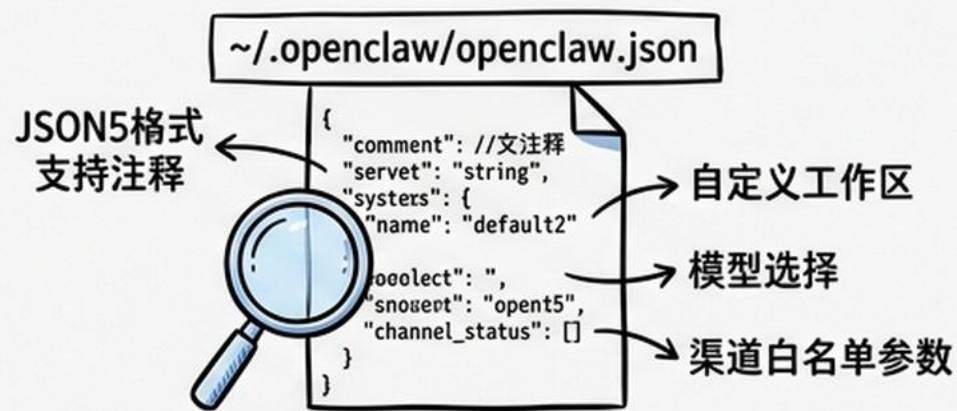 ~/.openclaw/openclaw.json
JSON5格式
支持注释
{
"comment": //文注释
"servet": "string",
"systers": {
"name": "default2"
"opent5",
"channel_status": []
}
}
自定义工作区
模型选择
渠道白名单参数